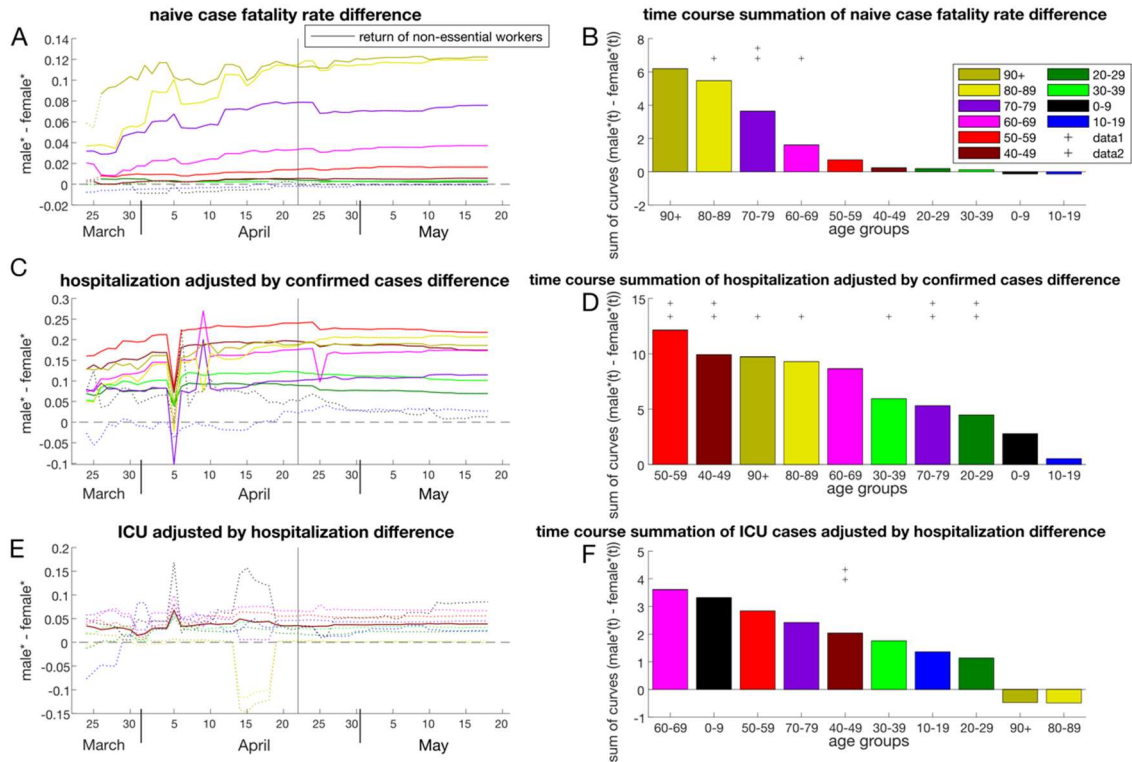 naive case fatality rate difference
A
male* - female*
0.14
0.12
0.10
0.08
0.06
0.04
0.02
0
-0.02
return of non-essential workers
25 30 5 10 15 20 25 30 5 10 15 20
March April May
time course summation of naive case fatality rate difference
B
sum of curves (male*(t) - female*(t))
8
6
4
2
0
-2
90+ 20-29
80-89 30-39
70-79 0-9
60-69 10-19
50-59 + data1
40-49 + data2
+ + + +
90+ 80-89 70-79 60-69 50-59 40-49 20-29 30-39 0-9 10-19
age groups
C
hospitalization adjusted by confirmed cases difference
male* - female*
0.3
0.25
0.2
0.15
0.1
0.05
0
-0.1
25 30 5 10 15 20 25 30 5 10 15 20
March April May
time course summation of hospitalization adjusted by confirmed cases difference
D
sum of curves (male*(t) - female*(t))
15
10
5
0
+ + + +
+ + + + + + +
50-59 40-49 90+ 80-89 60-69 30-39 70-79 20-29 0-9 10-19
age groups
E
ICU adjusted by hospitalization difference
male* - female*
0.2
0.15
0.1
0.05
0
-0.05
-0.1
-0.15
25 30 5 10 15 20 25 30 5 10 15 20
March April May
time course summation of ICU cases adjusted by hospitalization difference
F
sum of curves (male*(t) - female*(t))
5
4
3
2
1
0
-1
+
+
60-69 0-9 50-59 70-79 40-49 30-39 10-19 20-29 90+ 80-89
age groups